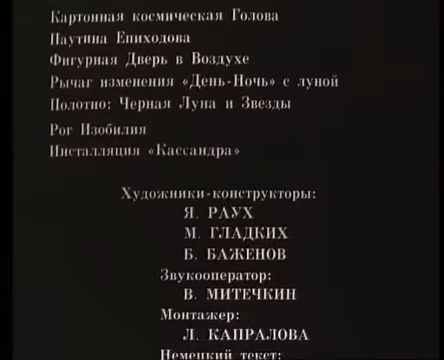 Картонная космическая Голова
Паутина Епиходова
Фигурная Дверь в Воздухе
Рычаг изменения «День-Ночь» с луной
Полотно: Черная Луна и Звезды
Рог Изобилия
Инсталляция «Кассандра»
Художники-конструкторы:
Я. РАУХ
М. ГЛАДКИХ
Б. БАЖЕНОВ
Звукооператор:
В. МИТЕЧКИН
Монтажер:
Л. КАПРАЛОВА
Немецкий текст: